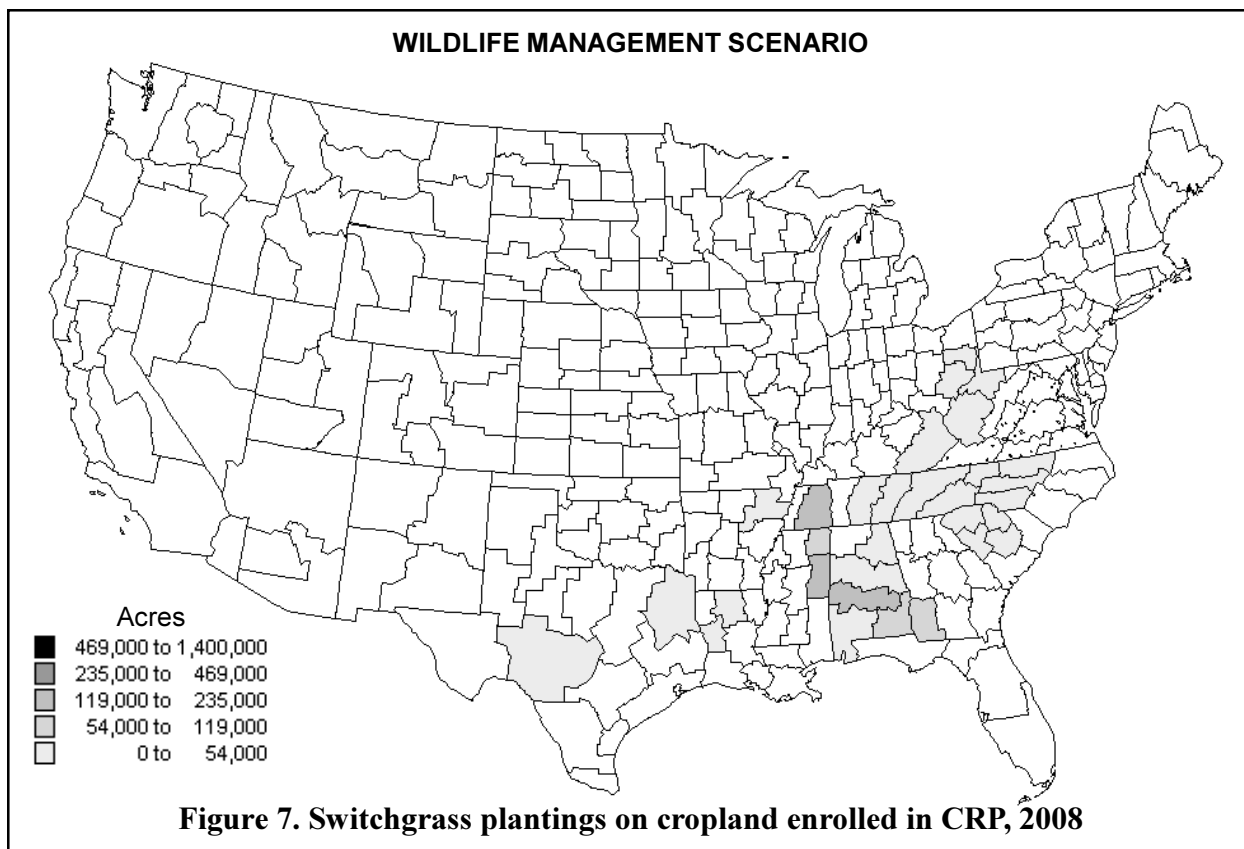 WILDLIFE MANAGEMENT SCENARIO
Acres
469,000 to 1,400,000
235,000 to 469,000
119,000 to 235,000
54,000 to 119,000
0 to 54,000
Figure 7. Switchgrass plantings on cropland enrolled in CRP, 2008